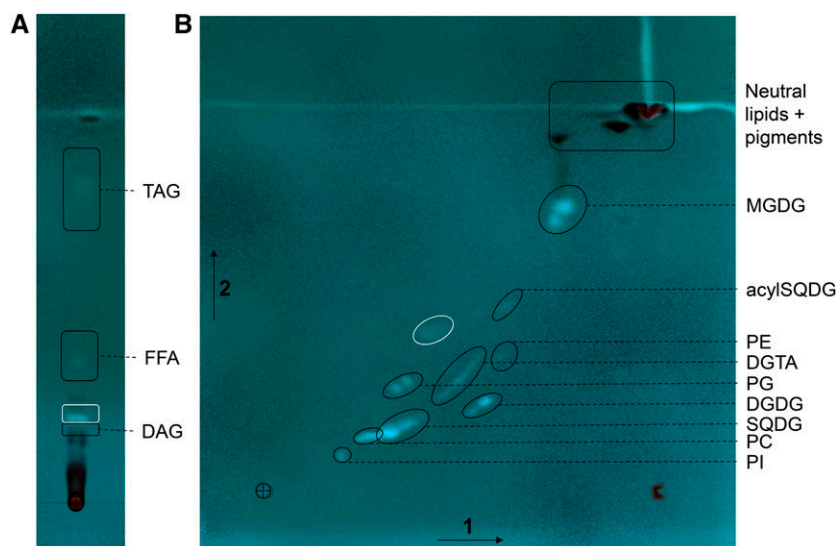 A
B
TAG
FFA
DAG
2
1
Neutral
lipids +
pigments
MGDG
acylSQDG
PE
DGTA
PG
DGDG
SQDG
PC
PI